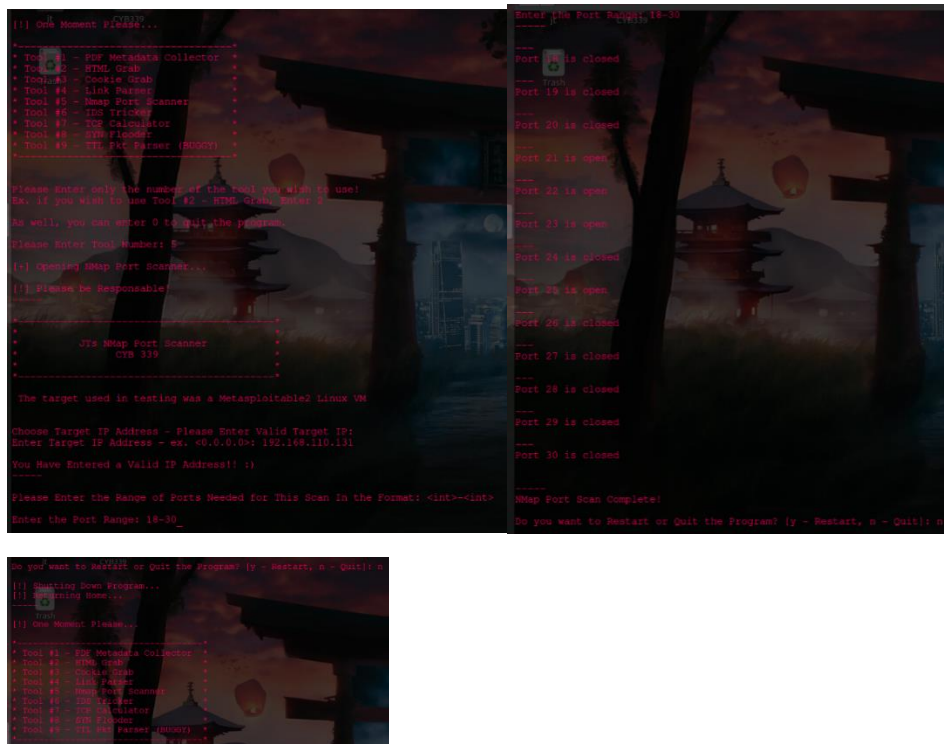 [!] One Moment Please...
*----------------------------------*
* Tool #1 - PDF Metadata Collector *
* Tool #2 - HTML Grab *
* Tool #3 - Cookie Grab *
* Tool #4 - Link Parser *
* Tool #5 - Nmap Port Scanner *
* Tool #6 - IDS Tricker *
* Tool #7 - TCP Calculator *
* Tool #8 - SYN Flooder *
* Tool #9 - TTL Pkt Parser (BUGGY) *
*----------------------------------*
Please Enter only the number of the tool you wish to use!
Ex. if you wish to use Tool #2 - HTML Grab, Enter 2
As well, you can enter 0 to quit the program.
Please Enter Tool Number: 5
[+] Opening NMap Port Scanner...
[!] Please be Responsable!
-----
*-----------------------------------------*
* *
* JYs NMap Port Scanner *
* CYB 339 *
* *
*-----------------------------------------*
The target used in testing was a Metasploitable2 Linux VM
Choose Target IP Address - Please Enter Valid Target IP:
Enter Target IP Address - ex. <0.0.0.0>: 192.168.110.131
You Have Entered a Valid IP Address!! :)
-----
Please Enter the Range of Ports Needed for This Scan In the Format: <int>-<int>
Enter the Port Range: 18-30_
CYB339
Trash
Enter the Port Range: 18-30
-----
---
Port 18 is closed
---
Port 19 is closed
---
Port 20 is closed
---
Port 21 is open
---
Port 22 is open
---
Port 23 is open
---
Port 24 is closed
---
Port 25 is open
---
Port 26 is closed
---
Port 27 is closed
---
Port 28 is closed
---
Port 29 is closed
---
Port 30 is closed
-----
NMap Port Scan Complete!
Do you want to Restart or Quit the Program? [y - Restart, n - Quit]: n
Trash
Do you want to Restart or Quit the Program? [y - Restart, n - Quit]: n
[!] Shutting Down Program...
[!] Returning Home...
-----
[!] One Moment Please...
*----------------------------------*
* Tool #1 - PDF Metadata Collector *
* Tool #2 - HTML Grab *
* Tool #3 - Cookie Grab *
* Tool #4 - Link Parser *
* Tool #5 - Nmap Port Scanner *
* Tool #6 - IDS Tricker *
* Tool #7 - TCP Calculator *
* Tool #8 - SYN Flooder *
* Tool #9 - TTL Pkt Parser (BUGGY) *
*----------------------------------*
Trash